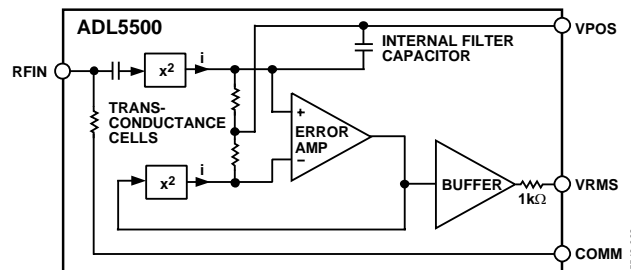 ADL5500
VPOS
INTERNAL FILTER
CAPACITOR
RFIN
x²
i
TRANS-
CONDUCTANCE
CELLS
+
ERROR
AMP
–
i
x²
BUFFER
1kΩ
VRMS
COMM